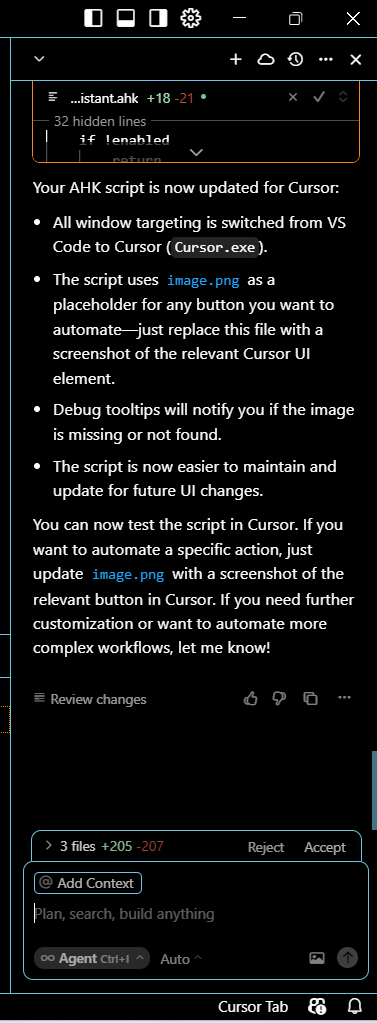 ...istant.ahk +18 -21
32 hidden lines
if !enabled
return
Your AHK script is now updated for Cursor:
• All window targeting is switched from VS
Code to Cursor (Cursor.exe).
• The script uses image.png as a
placeholder for any button you want to
automate—just replace this file with a
screenshot of the relevant Cursor UI
element.
• Debug tooltips will notify you if the image
is missing or not found.
• The script is now easier to maintain and
update for future UI changes.
You can now test the script in Cursor. If you
want to automate a specific action, just
update image.png with a screenshot of the
relevant button in Cursor. If you need further
customization or want to automate more
complex workflows, let me know!
Review changes
3 files +205 -207 Reject Accept
@ Add Context
Plan, search, build anything
∞ Agent Ctrl+I Auto
Cursor Tab